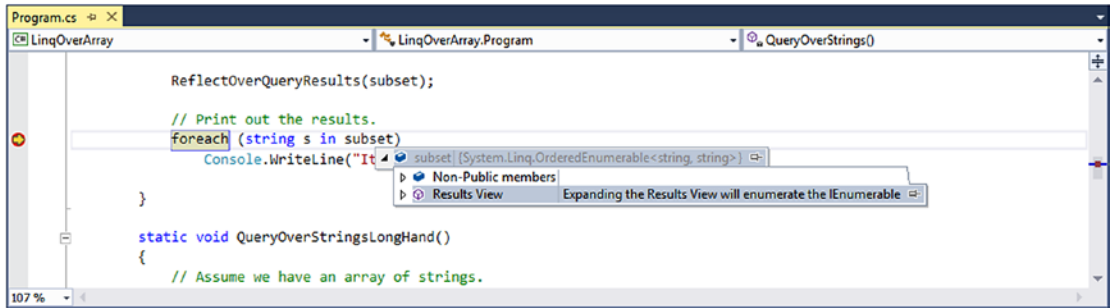 Program.cs
C# LinqOverArray LinqOverArray.Program QueryOverStrings()
ReflectOverQueryResults(subset);
// Print out the results.
foreach (string s in subset)
Console.WriteLine("It
subset {System.Linq.OrderedEnumerable<string, string>}
Non-Public members
Results View Expanding the Results View will enumerate the IEnumerable
}
static void QueryOverStringsLongHand()
{
// Assume we have an array of strings.
107 %